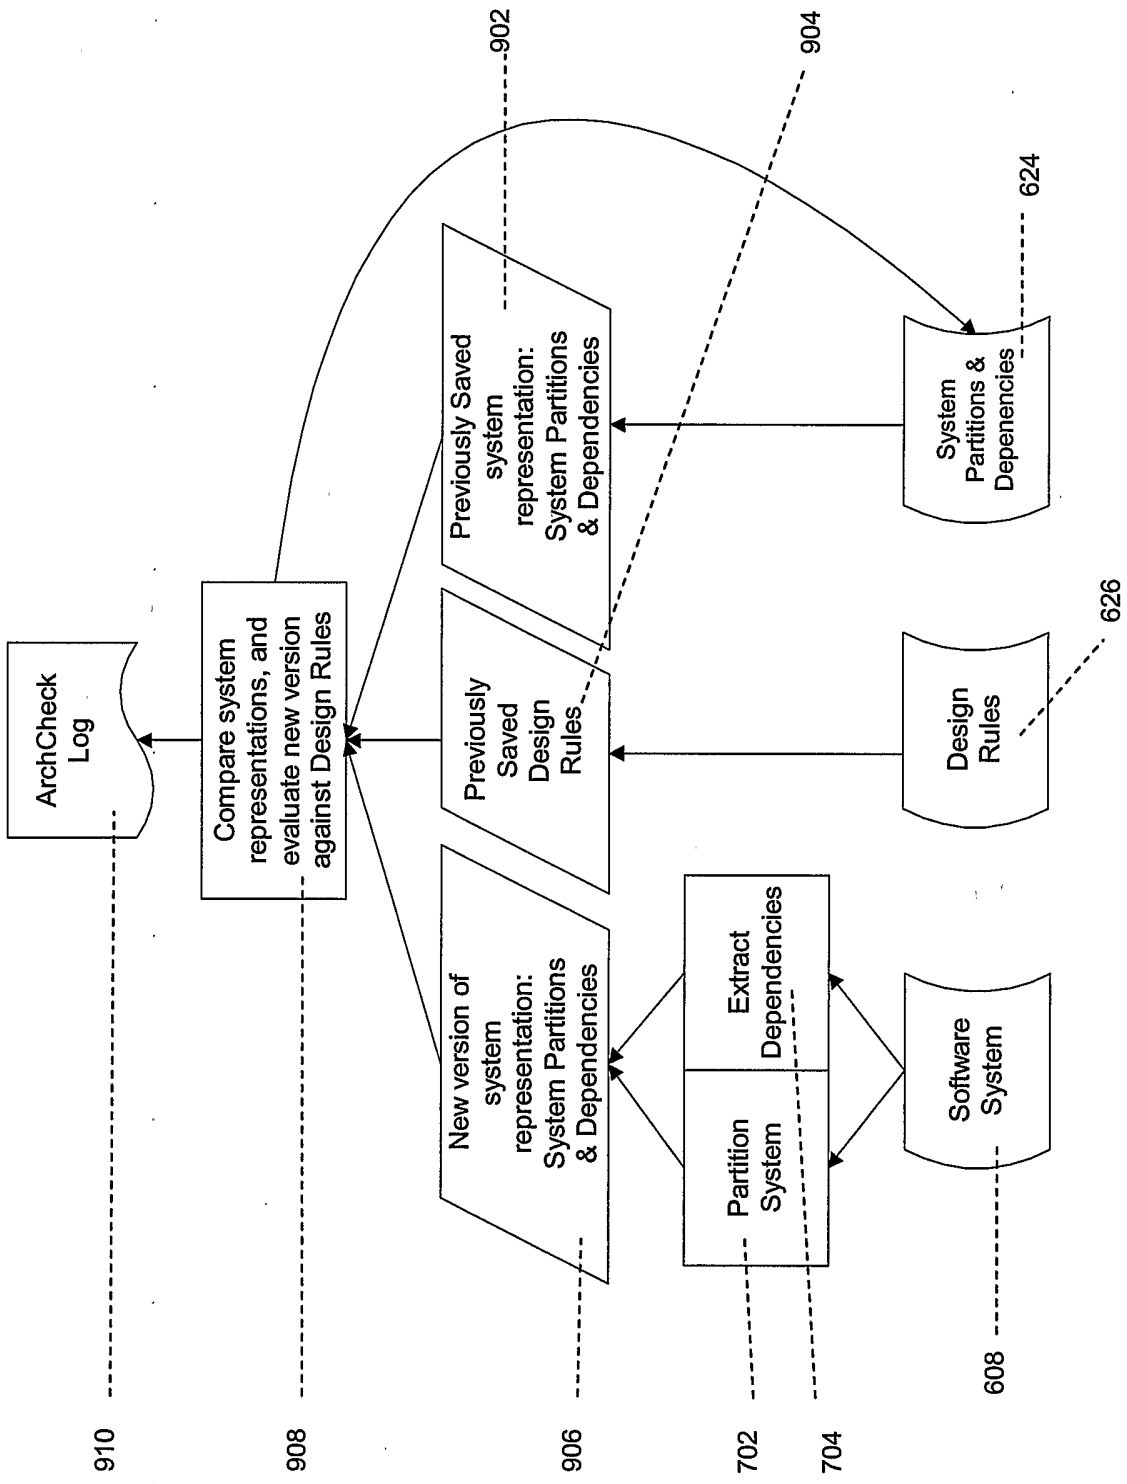 910
ArchCheck
Log
908
Compare system
representations, and
evaluate new version
against Design Rules
906
New version of
system
representation:
System Partitions
& Dependencies
Previously
Saved
Design
Rules
904
Previously Saved
system
representation:
System Partitions
& Dependencies
902
702
Partition
System
704
Extract
Dependencies
608
Software
System
Design
Rules
626
System
Partitions &
Depenencies
624